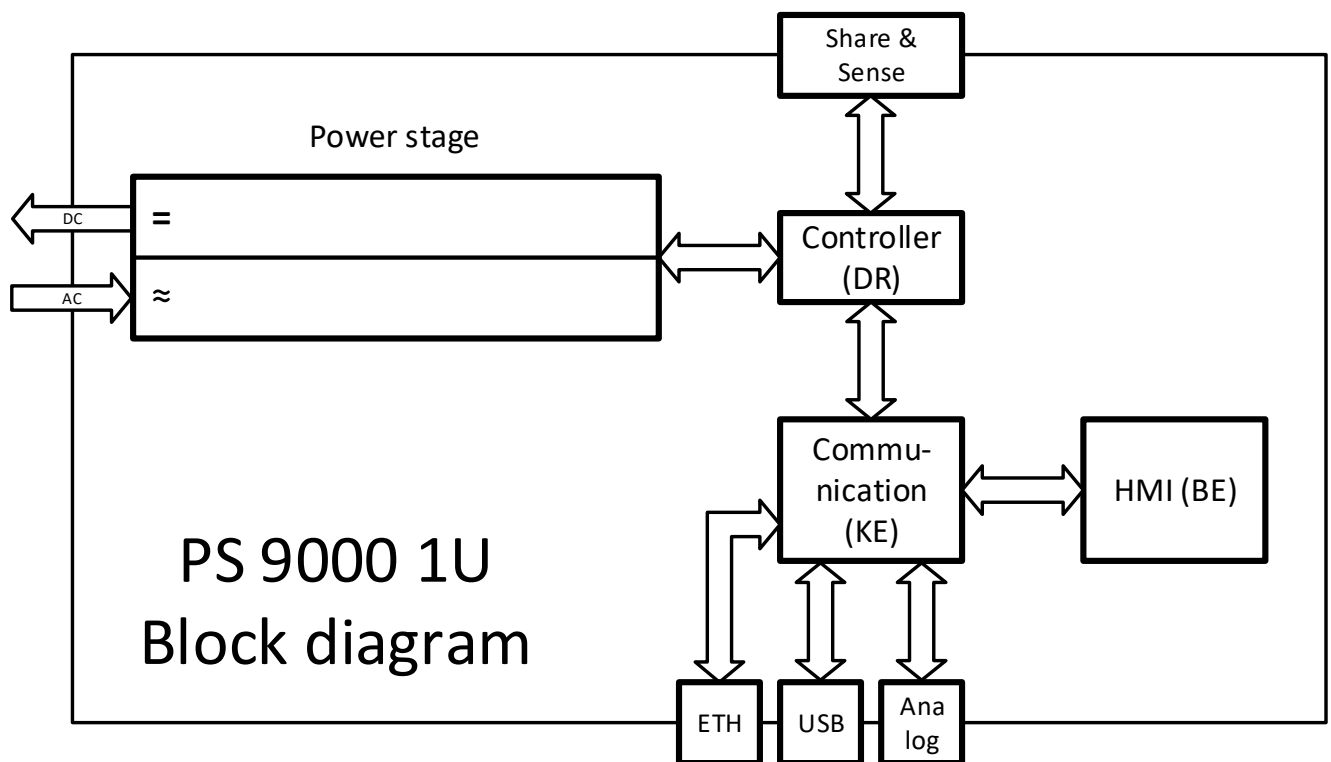 Share &
Sense
Power stage
DC
=
Controller
(DR)
AC
≈
Commu-
nication
(KE)
HMI (BE)
PS 9000 1U
Block diagram
ETH
USB
Ana
log